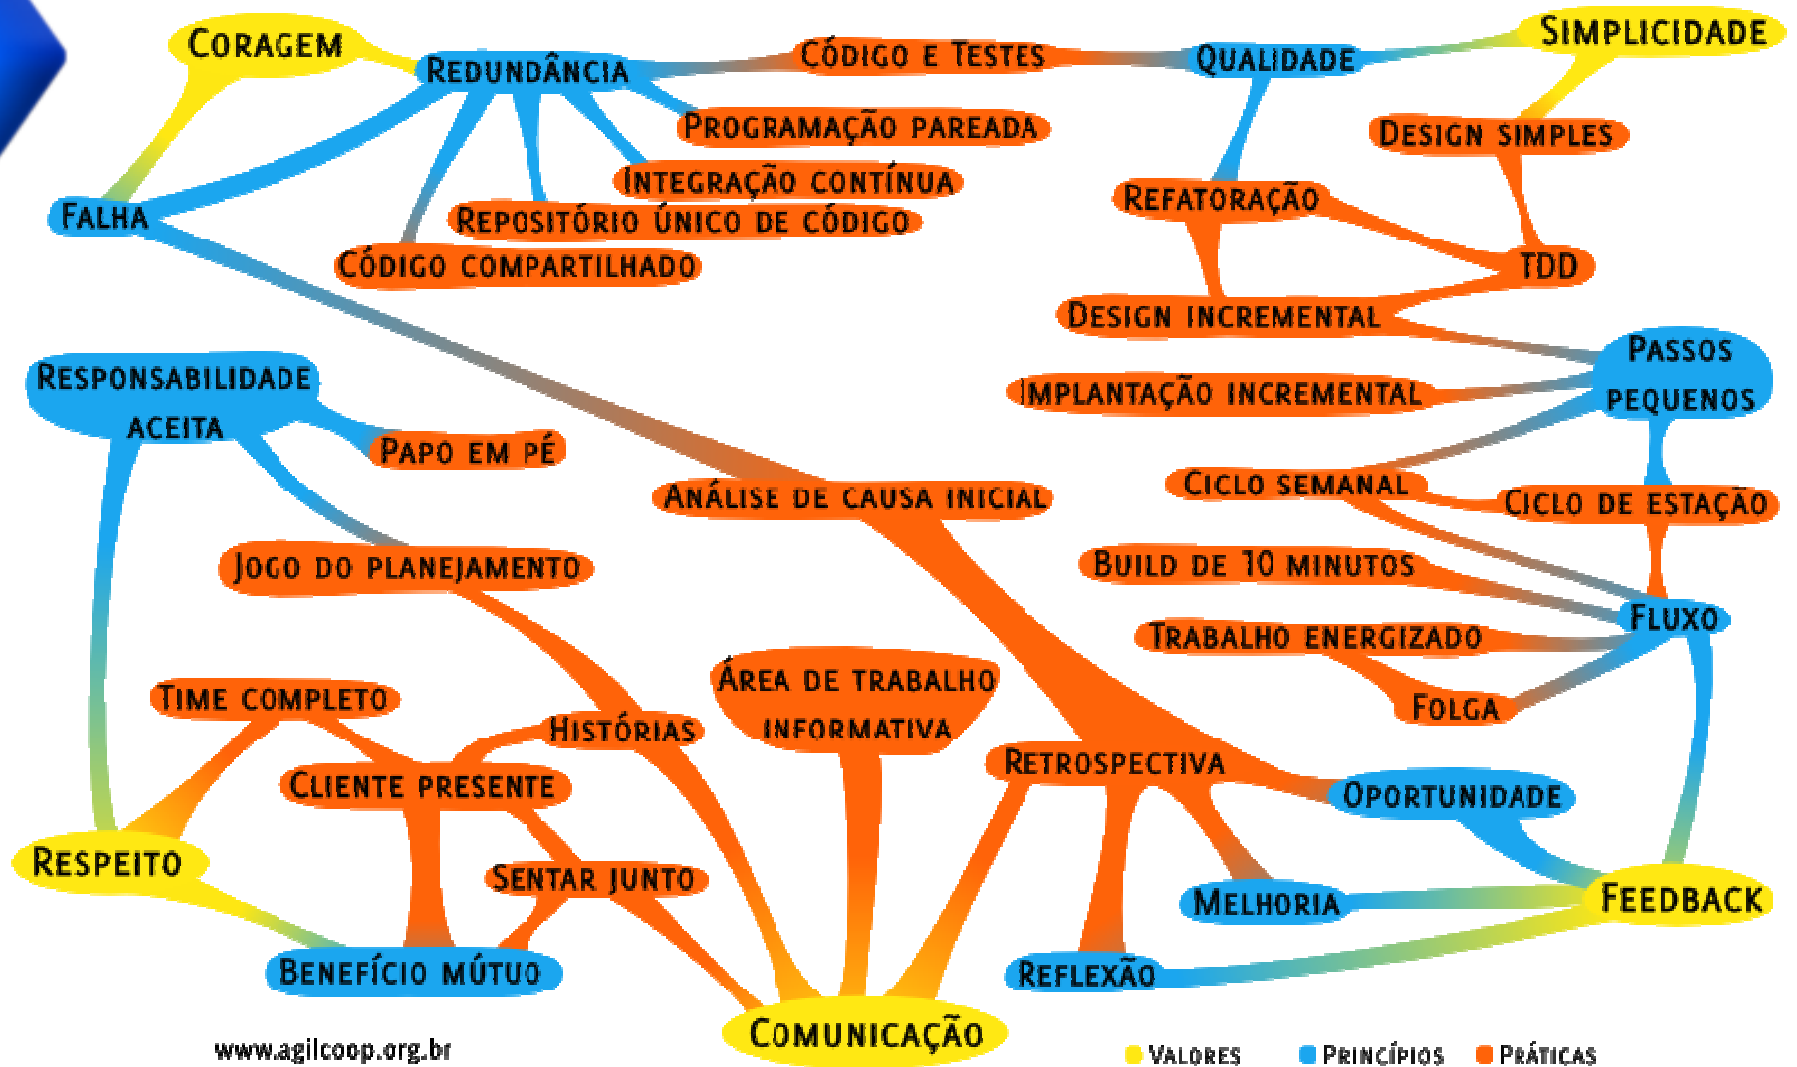 CORAGEM
REDUNDÂNCIA
CÓDIGO E TESTES
QUALIDADE
SIMPLICIDADE
PROGRAMAÇÃO PAREADA
DESIGN SIMPLES
INTEGRAÇÃO CONTÍNUA
REFATORAÇÃO
FALHA
REPOSITÓRIO ÚNICO DE CÓDIGO
CÓDIGO COMPARTILHADO
TDD
DESIGN INCREMENTAL
PASSOS
PEQUENOS
RESPONSABILIDADE
ACEITA
IMPLANTAÇÃO INCREMENTAL
PAPO EM PÉ
ANÁLISE DE CAUSA INICIAL
CICLO SEMANAL
CICLO DE ESTAÇÃO
JOGO DO PLANEJAMENTO
BUILD DE 10 MINUTOS
FLUXO
TRABALHO ENERGIZADO
FOLGA
TIME COMPLETO
HISTÓRIAS
ÁREA DE TRABALHO
INFORMATIVA
RETROSPECTIVA
CLIENTE PRESENTE
OPORTUNIDADE
RESPEITO
SENTAR JUNTO
MELHORIA
FEEDBACK
BENEFÍCIO MÚTUO
REFLEXÃO
COMUNICAÇÃO
www.agilcoop.org.br
VALORES
PRINCÍPIOS
PRÁTICAS